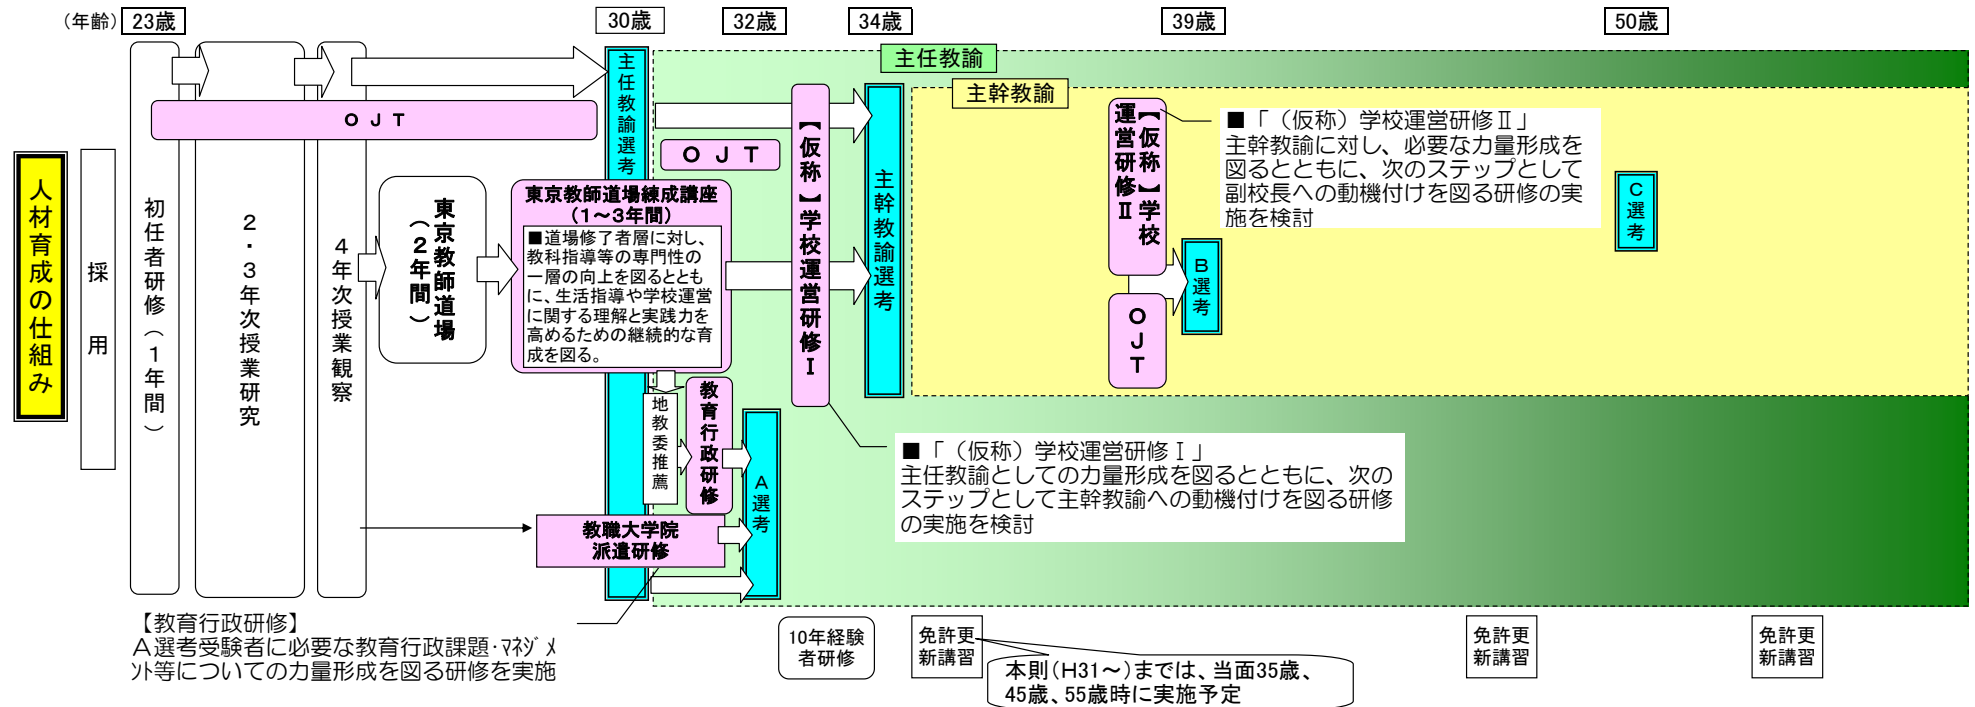 （年齢）
23歳
30歳
32歳
34歳
39歳
50歳
人材育成の仕組み
採用
初任者研修（1年間）
2・3年次授業研究
4年次授業観察
ＯＪＴ
東京教師道場
（2年間）
主任教諭選考
東京教師道場練成講座
（1～3年間）
■道場修了者層に対し、
教科指導等の専門性の
一層の向上を図るととも
に、生活指導や学校運営
に関する理解と実践力を
高めるための継続的な育
成を図る。
ＯＪＴ
地教委推薦
教育行政研修
教職大学院
派遣研修
A選考
【仮称】学校運営研修Ⅰ
主幹教諭選考
主任教諭
主幹教諭
【仮称】学校
運営研修Ⅱ
ＯＪＴ
B選考
C選考
■「（仮称）学校運営研修Ⅱ」
主幹教諭に対し、必要な力量形成を
図るとともに、次のステップとして
副校長への動機付けを図る研修の実
施を検討
■「（仮称）学校運営研修Ⅰ」
主任教諭としての力量形成を図るとともに、次の
ステップとして主幹教諭への動機付けを図る研修
の実施を検討
【教育行政研修】
A選考受験者に必要な教育行政課題・ﾏﾈｼﾞﾒ
ﾝﾄ等についての力量形成を図る研修を実施
10年経験
者研修
免許更
新講習
本則（H31～）までは、当面35歳、
45歳、55歳時に実施予定
免許更
新講習
免許更
新講習